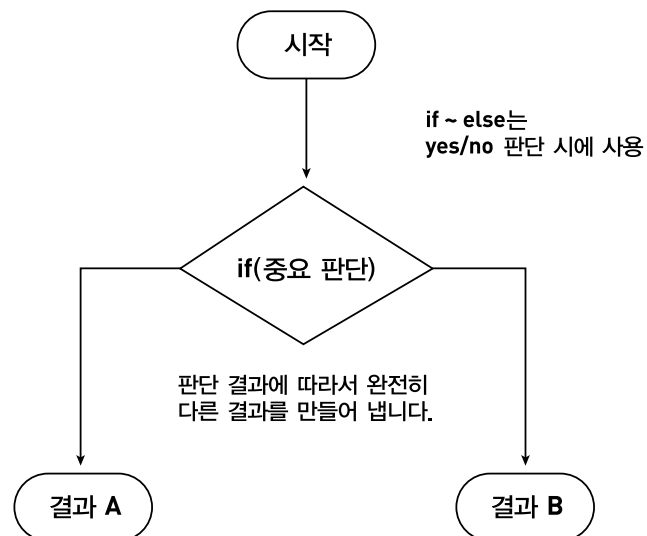 시작
if ~ else는
yes/no 판단 시에 사용
if(중요 판단)
판단 결과에 따라서 완전히
다른 결과를 만들어 냅니다.
결과 A
결과 B